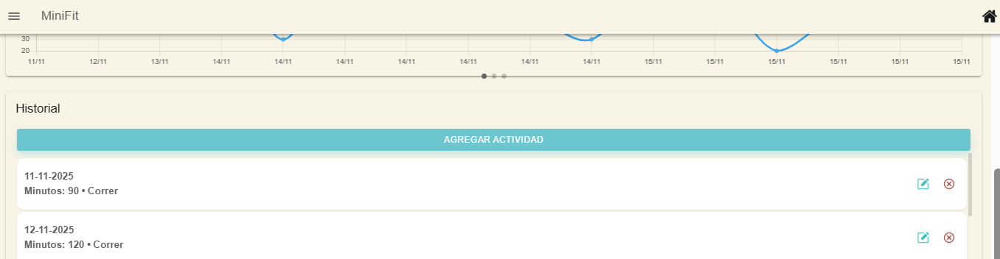 MiniFit
30
20
11/11 12/11 13/11 14/11 14/11 14/11 14/11 14/11 14/11 14/11 15/11 15/11 15/11 15/11 15/11 15/11
Historial
AGREGAR ACTIVIDAD
11-11-2025
Minutos: 90 • Correr
12-11-2025
Minutos: 120 • Correr